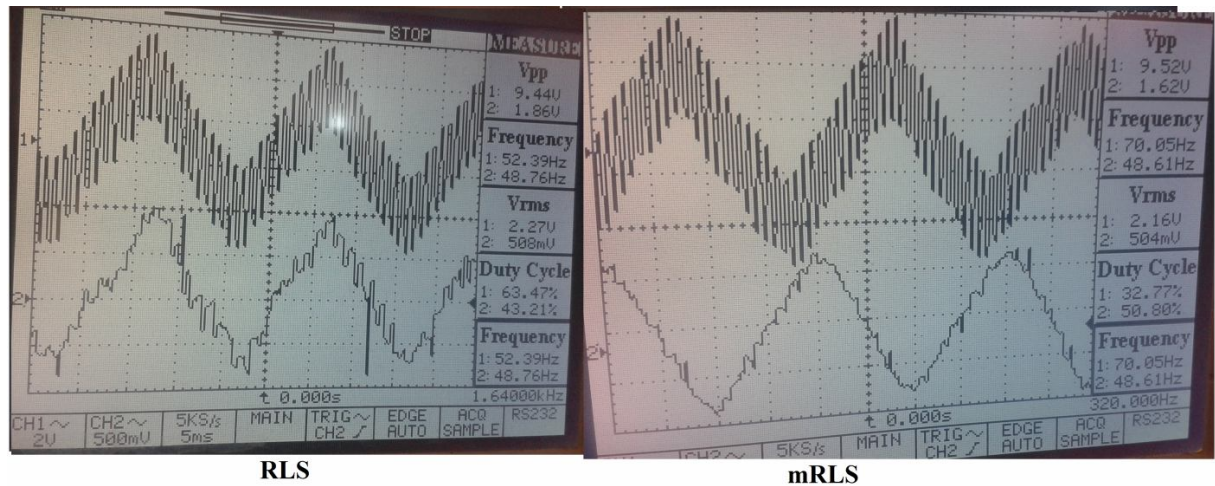 STOP
MEASURE
Vpp
1: 9.44V
2: 1.86V
Frequency
1: 52.39Hz
2: 48.76Hz
Vrms
1: 2.27V
2: 508mV
Duty Cycle
1: 63.47%
2: 43.21%
Frequency
1: 52.39Hz
2: 48.76Hz
1
2
t 0.000s
1.64000kHz
CH1 ~ CH2 ~ 5KS/s MAIN TRIG ~ EDGE ACQ RS232
2V 500mV 5ms CH2 AUTO SAMPLE
RLS
Vpp
1: 9.52V
2: 1.62V
Frequency
1: 70.05Hz
2: 48.61Hz
Vrms
1: 2.16V
2: 504mV
Duty Cycle
1: 32.77%
2: 50.80%
Frequency
1: 70.05Hz
2: 48.61Hz
2
t 0.000s
320.000Hz
CH2 ~ 5KS/s MAIN TRIG ~ EDGE ACQ RS232
CH2 AUTO SAMPLE
mRLS